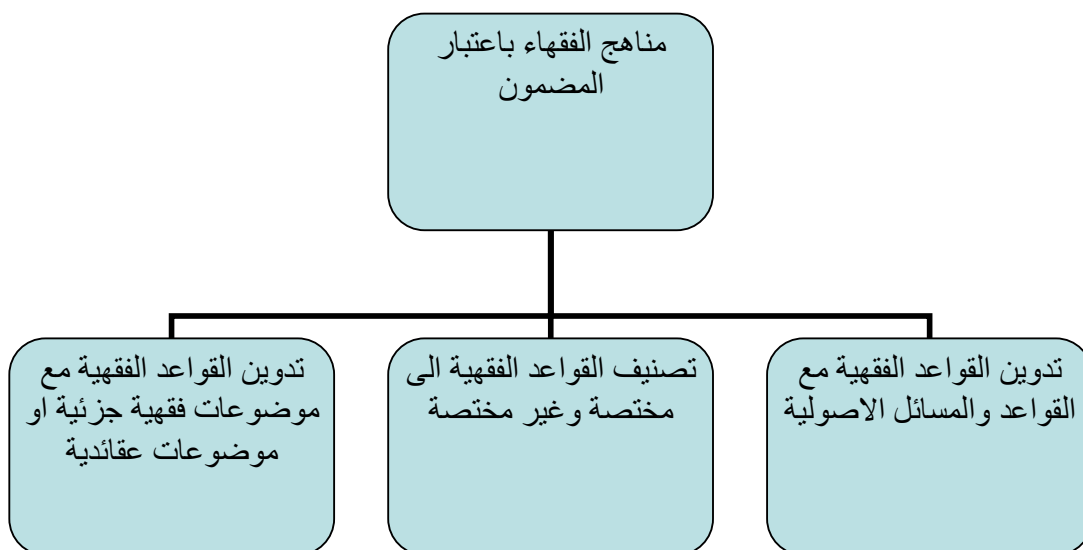 مناهج الفقهاء باعتبار
المضمون
تدوين القواعد الفقهية مع
القواعد والمسائل الاصولية
تصنيف القواعد الفقهية الى
مختصة وغير مختصة
تدوين القواعد الفقهية مع
موضوعات فقهية جزئية او
موضوعات عقائدية